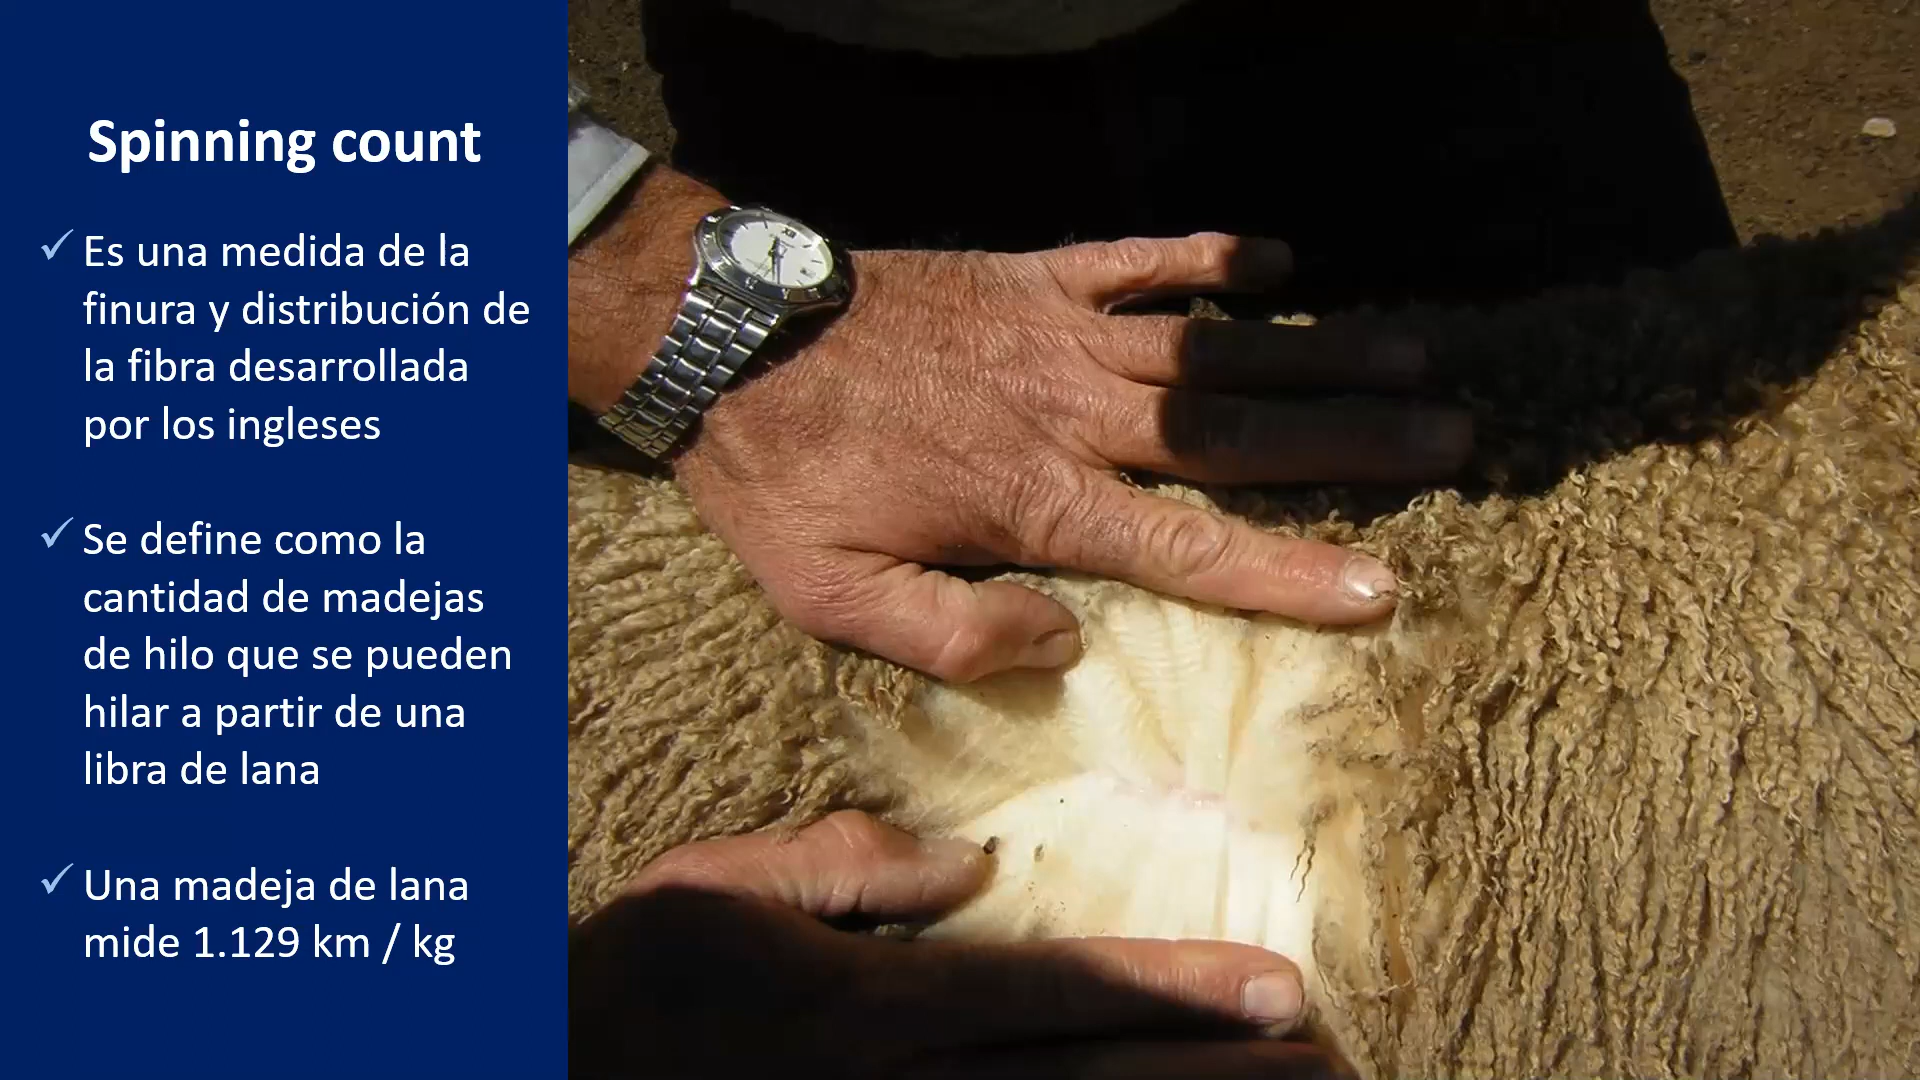 Spinning count
✓ Es una medida de la
finura y distribución de
la fibra desarrollada
por los ingleses
✓ Se define como la
cantidad de madejas
de hilo que se pueden
hilar a partir de una
libra de lana
✓ Una madeja de lana
mide 1.129 km / kg